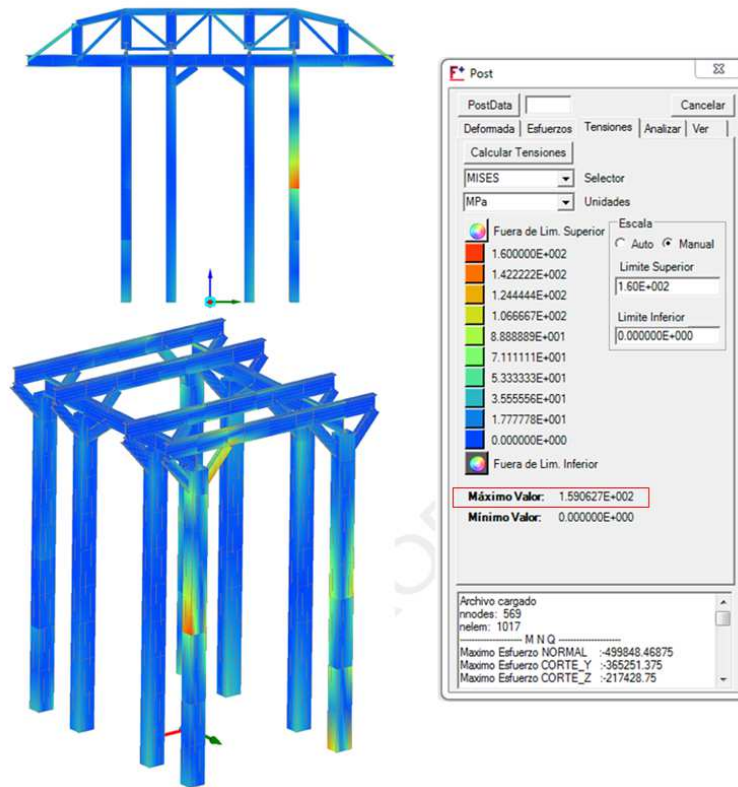 Post
PostData
Cancelar
Deformada Esfuerzos Tensiones Analizar Ver
Calcular Tensiones
MISES Selector
MPa Unidades
Escala
Fuera de Lim. Superior
Auto Manual
1.600000E+002
1.422222E+002
Limite Superior
1.244444E+002
1.60E+002
1.066667E+002
Limite Inferior
8.888889E+001
0.000000E+000
7.111111E+001
5.333333E+001
3.555556E+001
1.777778E+001
0.000000E+000
Fuera de Lim. Inferior
Máximo Valor: 1.590627E+002
Mínimo Valor: 0.000000E+000
Archivo cargado
nnodes: 569
nelem: 1017
-------------------- M N Q --------------------
Maximo Esfuerzo NORMAL :-499848.46875
Maximo Esfuerzo CORTE_Y :-365251.375
Maximo Esfuerzo CORTE_Z :-217428.75